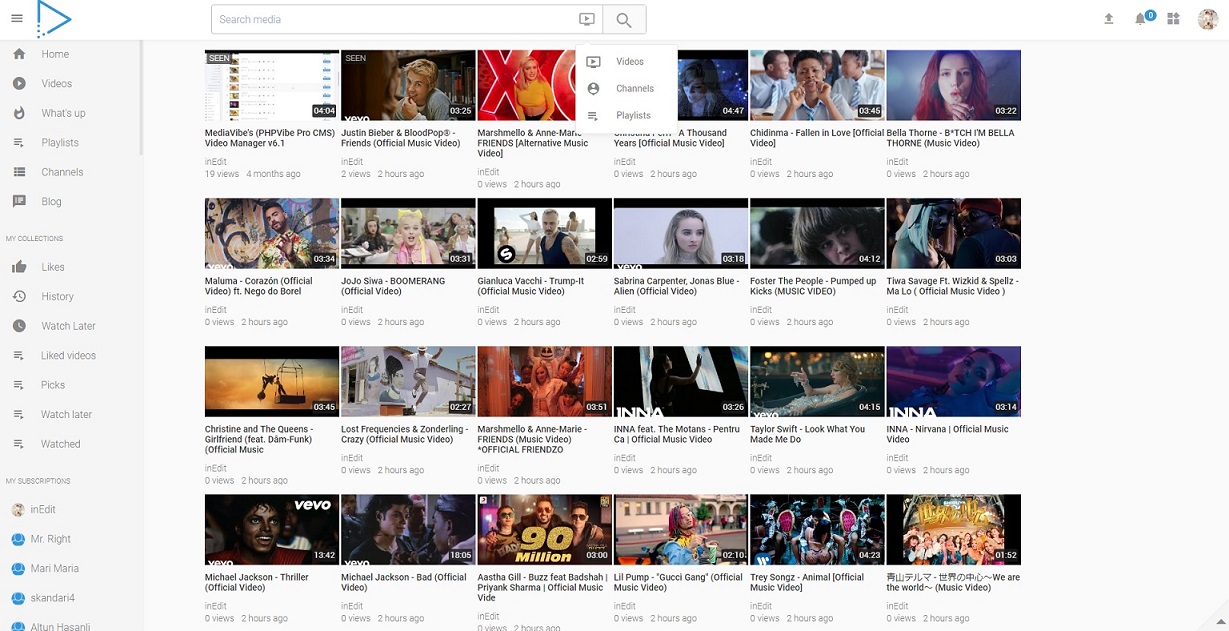 Search media
0
Home
Videos
What's up
Playlists
Channels
Blog
MY COLLECTIONS
Likes
History
Watch Later
Liked videos
Picks
Watch later
Watched
MY SUBSCRIPTIONS
inEdit
Mr. Right
Mari Maria
skandari4
Altun Hasanli
Videos
Channels
Playlists
SEEN
04:04
MediaVibe's (PHPVibe Pro CMS)
Video Manager v6.1
inEdit
19 views 4 months ago
SEEN
vevo
03:25
Justin Bieber & BloodPop® -
Friends (Official Video)
inEdit
2 views 2 hours ago
XO
Marshmello & Anne-Marie -
FRIENDS [Alternative Music
Video]
inEdit
0 views 2 hours ago
04:47
Christina Perri - A Thousand
Years [Official Music Video]
inEdit
0 views 2 hours ago
03:45
Chidinma - Fallen in Love [Official
Video]
inEdit
0 views 2 hours ago
03:22
Bella Thorne - B*TCH I'M BELLA
THORNE (Music Video)
inEdit
0 views 2 hours ago
vevo
03:34
Maluma - Corazón (Official
Video) ft. Nego do Borel
inEdit
0 views 2 hours ago
03:31
JoJo Siwa - BOOMERANG
(Official Video)
inEdit
0 views 2 hours ago
02:59
Gianluca Vacchi - Trump-It
(Official Music Video)
inEdit
0 views 2 hours ago
vevo
03:18
Sabrina Carpenter, Jonas Blue -
Alien (Official Video)
inEdit
0 views 2 hours ago
04:12
Foster The People - Pumped up
Kicks (MUSIC VIDEO)
inEdit
0 views 2 hours ago
03:03
Tiwa Savage Ft. Wizkid & Spellz -
Ma Lo ( Official Music Video )
inEdit
0 views 2 hours ago
03:45
Christine and The Queens -
Girlfriend (feat. Dâm-Funk)
(Official Music
inEdit
0 views 2 hours ago
02:27
Lost Frequencies & Zonderling -
Crazy (Official Music Video)
inEdit
0 views 2 hours ago
03:51
Marshmello & Anne-Marie -
FRIENDS (Music Video)
*OFFICIAL FRIENDZO
inEdit
0 views 2 hours ago
INNA
03:26
INNA feat. The Motans - Pentru
Ca | Official Music Video
inEdit
0 views 2 hours ago
vevo
04:15
Taylor Swift - Look What You
Made Me Do
inEdit
0 views 2 hours ago
INNA
03:14
INNA - Nirvana | Official Music
Video
inEdit
0 views 2 hours ago
vevo
vevo
13:42
Michael Jackson - Thriller
(Official Video)
inEdit
0 views 2 hours ago
vevo
18:05
Michael Jackson - Bad (Official
Video)
inEdit
0 views 2 hours ago
90
Million
03:00
Aastha Gill - Buzz feat Badshah |
Priyank Sharma | Official Music
Vide
inEdit
0 views 2 hours ago
02:10
Lil Pump - "Gucci Gang" (Official
Music Video)
inEdit
0 views 2 hours ago
04:23
Trey Songz - Animal [Official
Music Video]
inEdit
0 views 2 hours ago
01:52
青山テルマ - 世界の中心～We are
the world～ (Music Video)
inEdit
0 views 2 hours ago